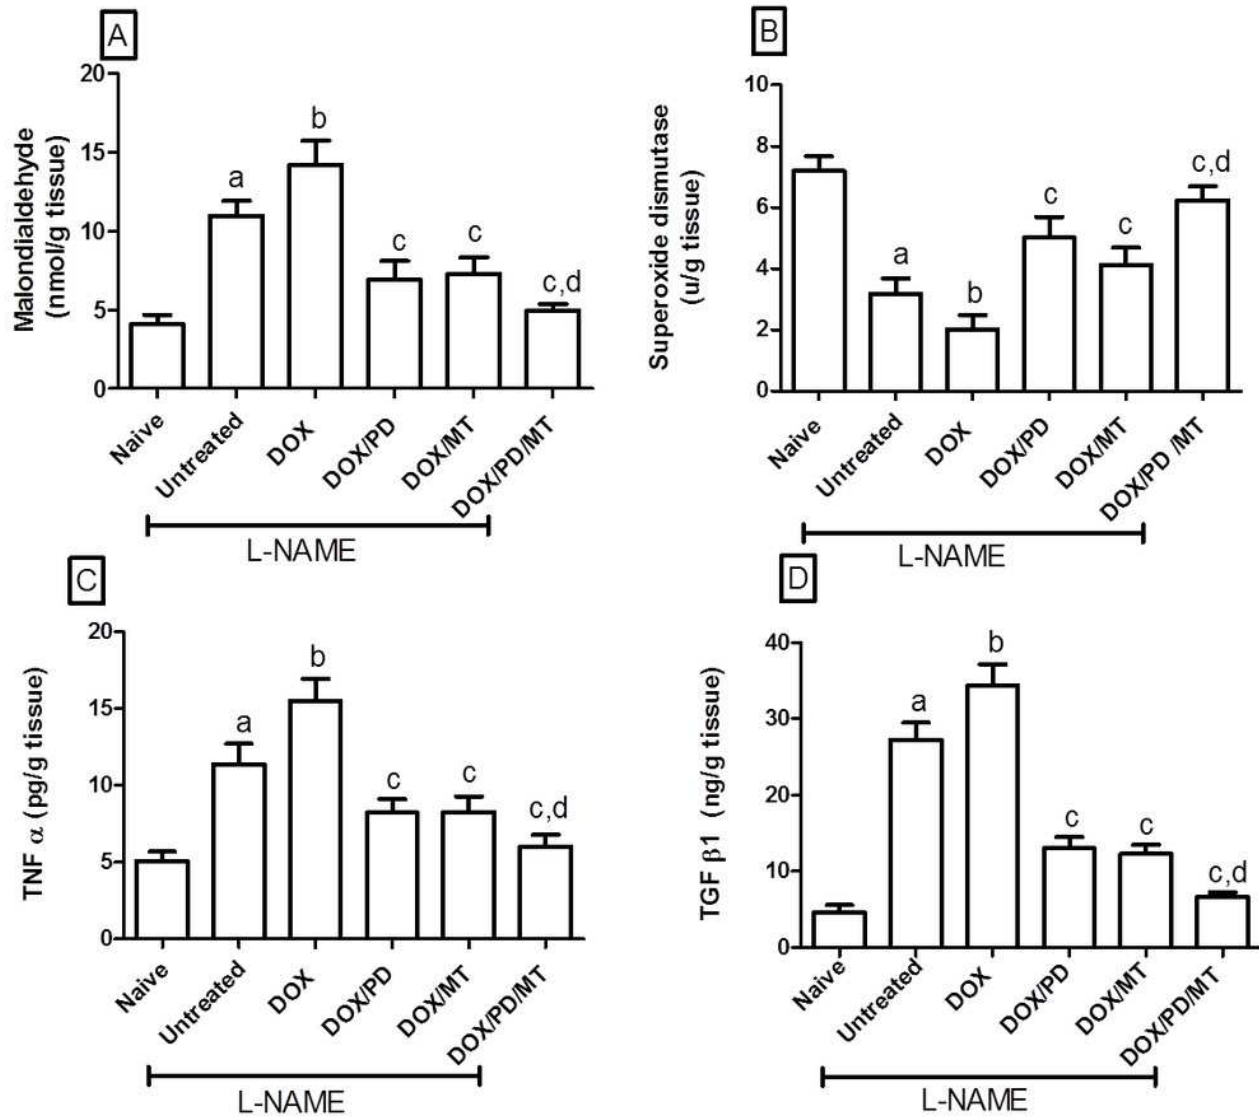 A
Malondialdehyde
(nmol/g tissue)
20
15
10
5
0
a
b
c
c
c,d
Naive
Untreated
DOX
DOX/PD
DOX/MT
DOX/PD/MT
L-NAME
B
Superoxide dismutase
(u/g tissue)
10
8
6
4
2
0
a
b
c
c
c,d
Naive
Untreated
DOX
DOX/PD
DOX/MT
DOX/PD /MT
L-NAME
C
TNF α (pg/g tissue)
20
15
10
5
0
a
b
c
c
c,d
Naive
Untreated
DOX
DOX/PD
DOX/MT
DOX/PD/MT
L-NAME
D
TGF β1 (ng/g tissue)
40
30
20
10
0
a
b
c
c
c,d
Naive
Untreated
DOX
DOX/PD
DOX/MT
DOX/PD/MT
L-NAME